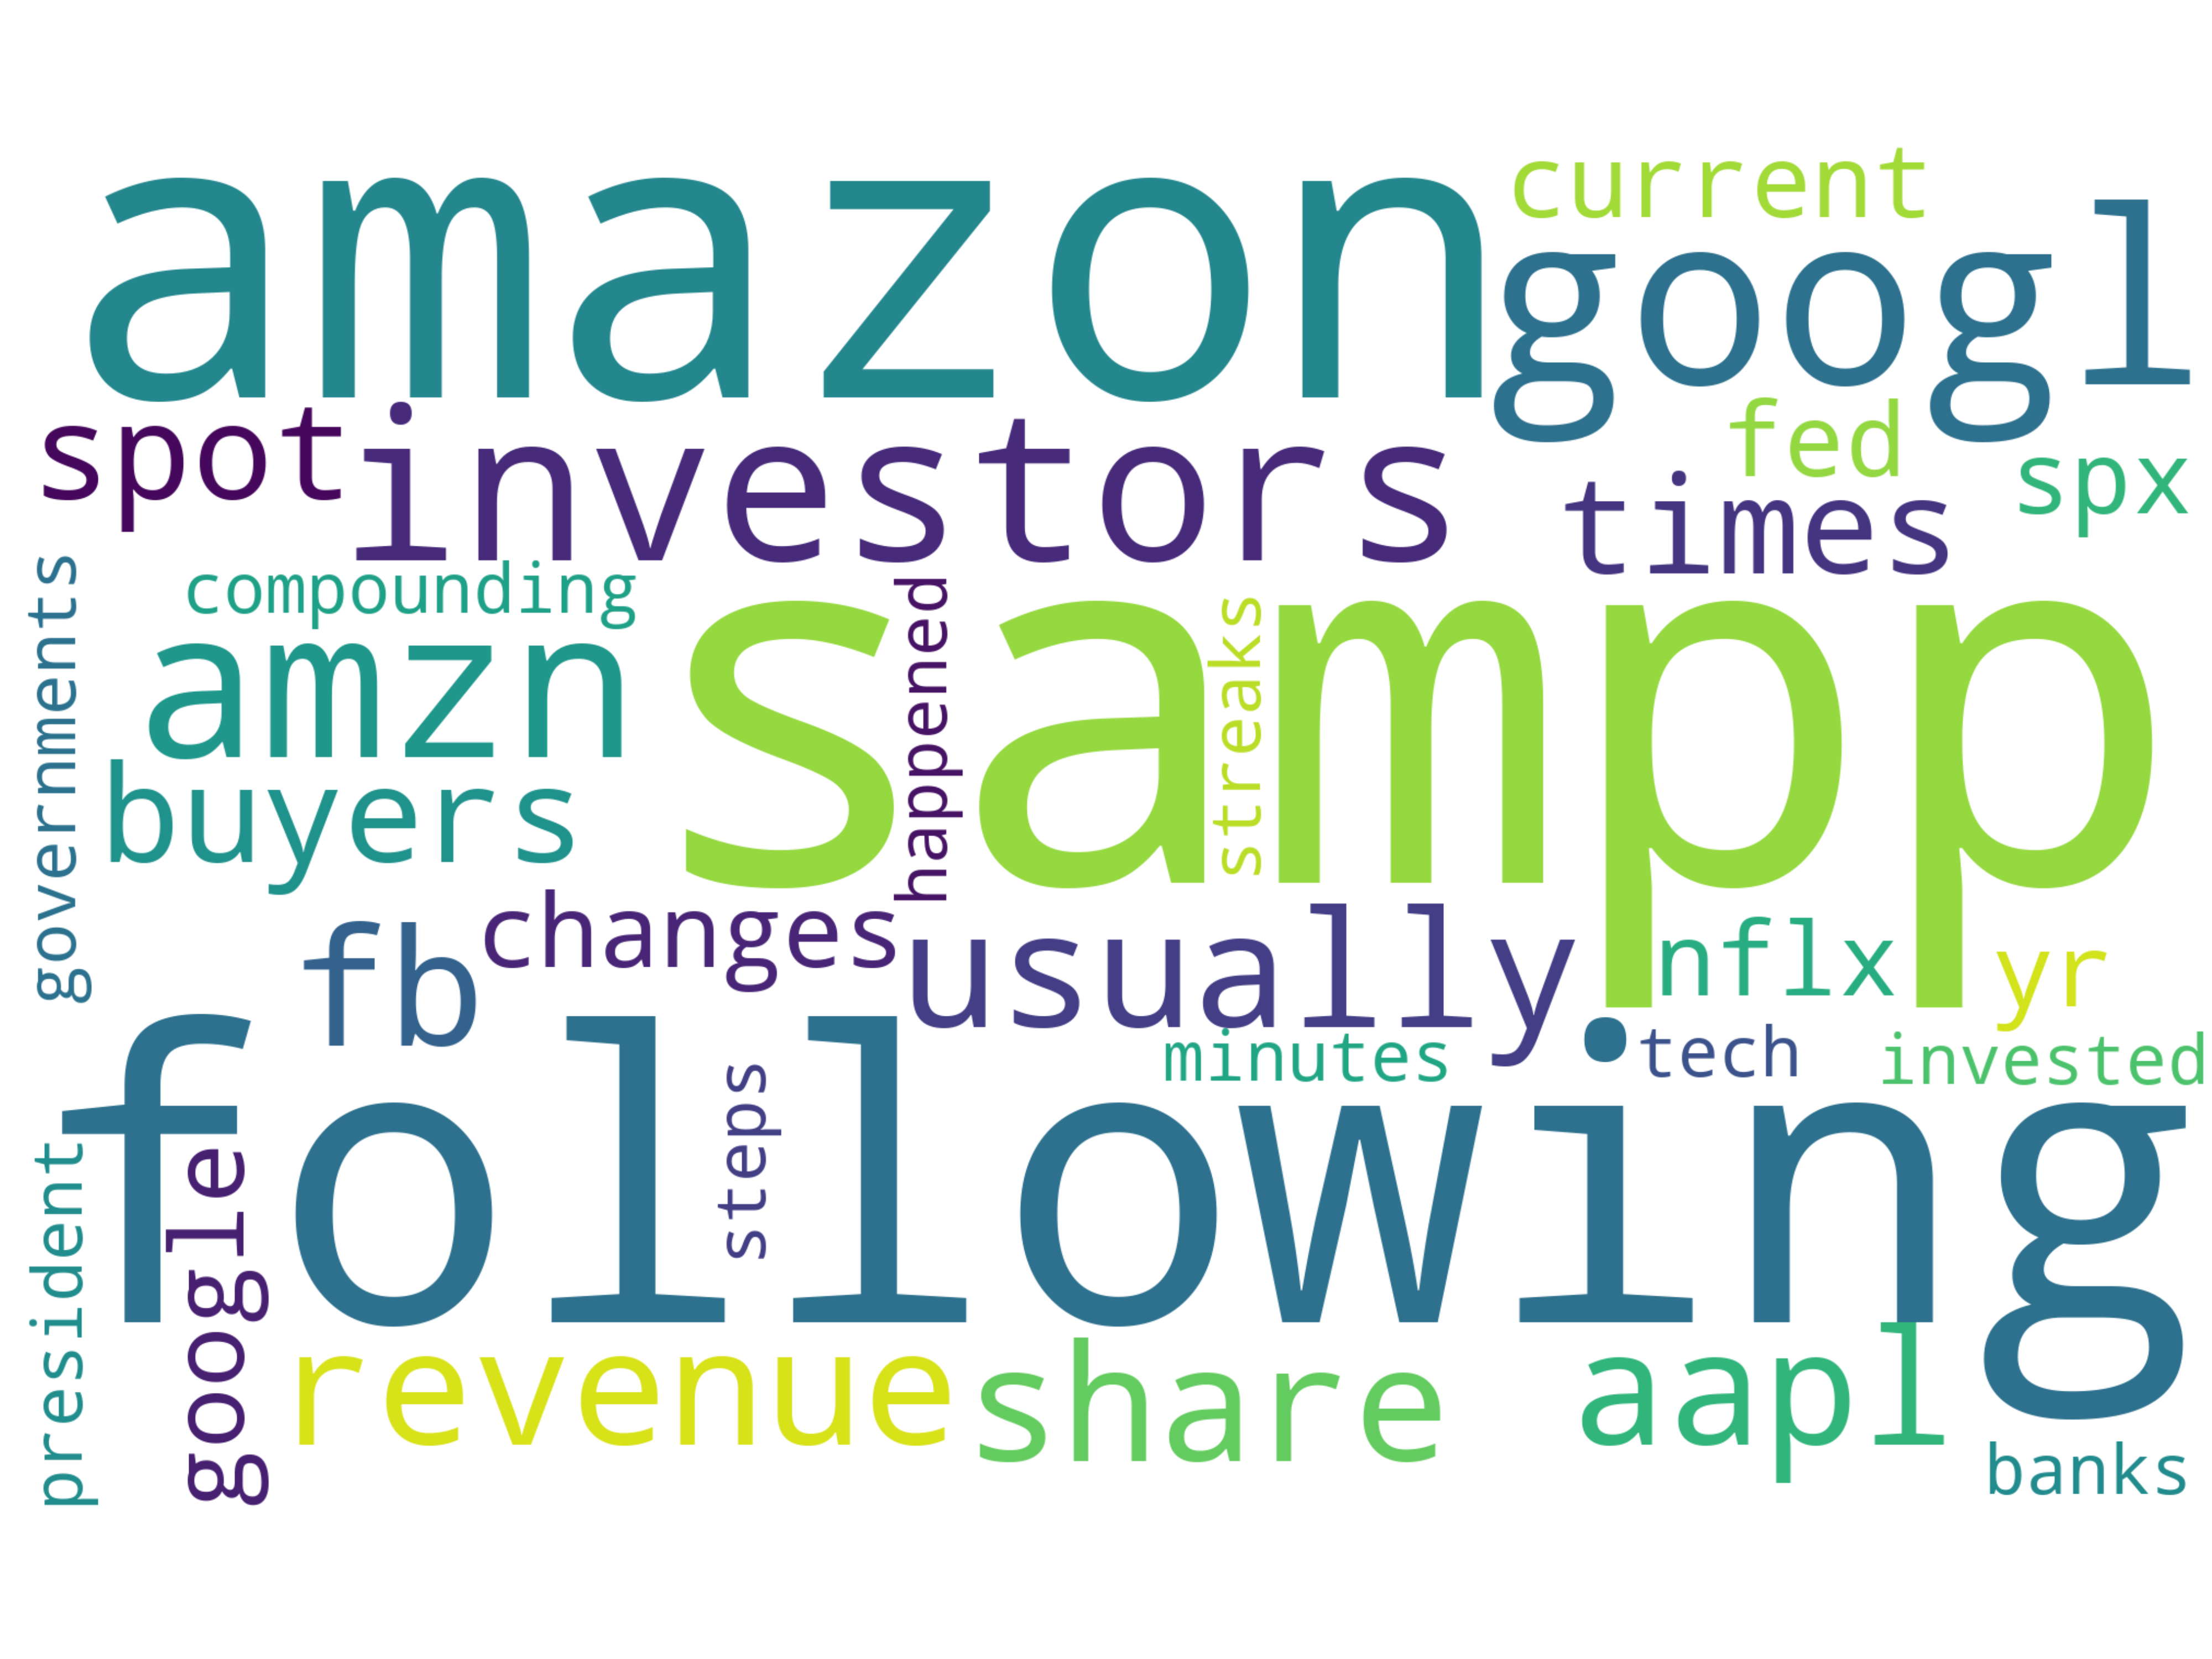 amazon
current
googl
spot
investors
fed
spx
times
governments
compounding
happened
streaks
sampp
amzn
buyers
fb
changes
usually
nflx
yr
minutes
tech
invested
following
steps
president
google
revenue
share
aapl
banks